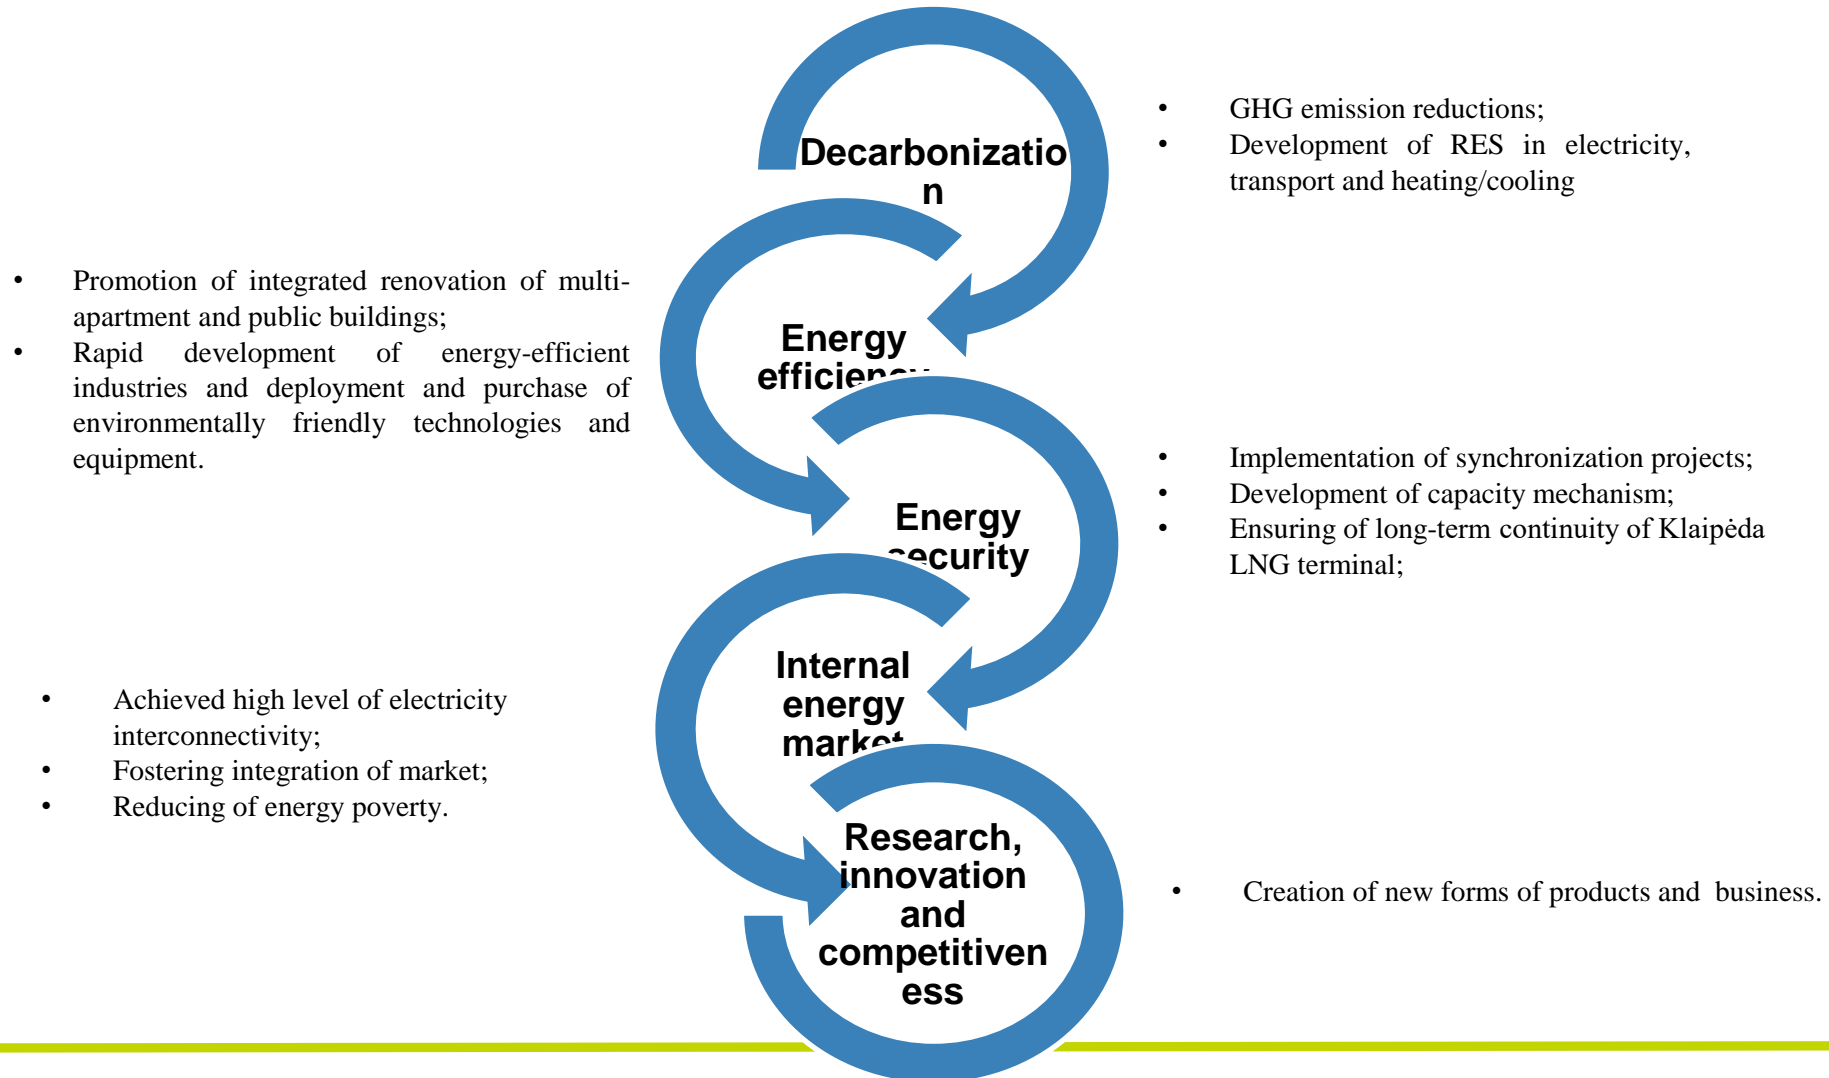 Decarbonizatio
n
• GHG emission reductions;
• Development of RES in electricity,
transport and heating/cooling
• Promotion of integrated renovation of multi-
apartment and public buildings;
• Rapid development of energy-efficient
industries and deployment and purchase of
environmentally friendly technologies and
equipment.
Energy
efficiency
Energy
security
• Implementation of synchronization projects;
• Development of capacity mechanism;
• Ensuring of long-term continuity of Klaipėda
LNG terminal;
• Achieved high level of electricity
interconnectivity;
• Fostering integration of market;
• Reducing of energy poverty.
Internal
energy
market
Research,
innovation
and
competitiven
ess
• Creation of new forms of products and  business.